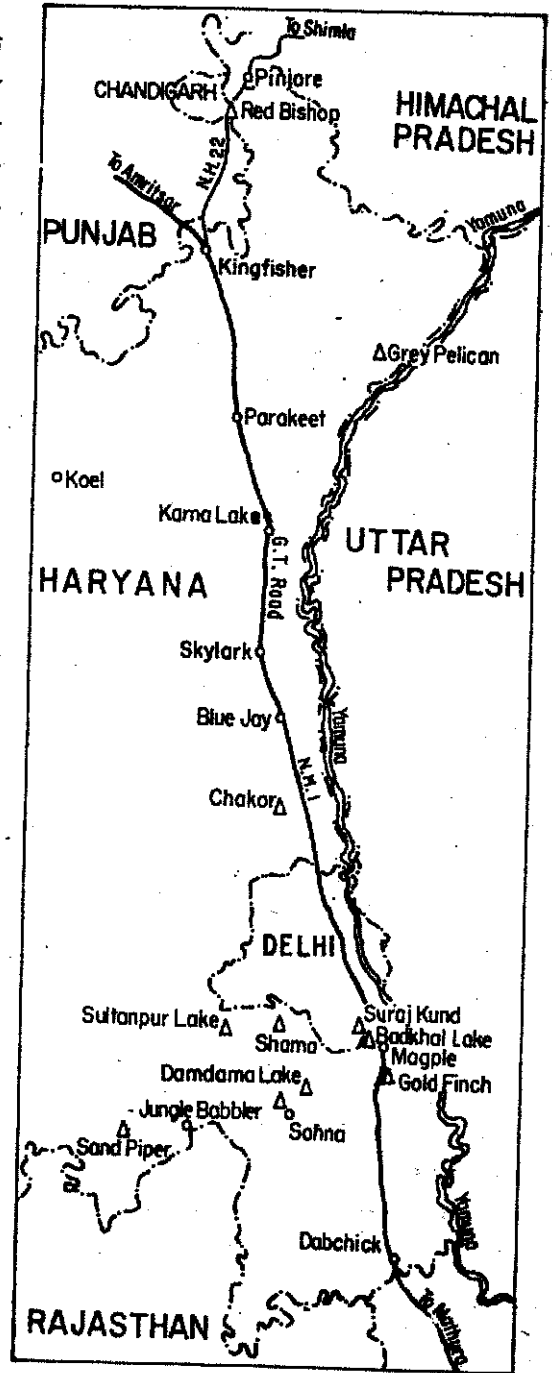 To Shimla
Pinjore
CHANDIGARH
Red Bishop
HIMACHAL
PRADESH
N.H. 22
To Amritsar
Yamuna
PUNJAB
Kingfisher
Grey Pelican
Parakeet
Koel
Karna Lake
G.T. Road
UTTAR
PRADESH
HARYANA
Skylark
Blue Jay
Yamuna
N.H. 1
Chakor
DELHI
Sultanpur Lake
Shama
Suraj Kund
Badkhal Lake
Magpie
Gold Finch
Damdama Lake
Jungle Babbler
Sohna
Sand Piper
Yamuna
Dabchick
To Mathura
RAJASTHAN